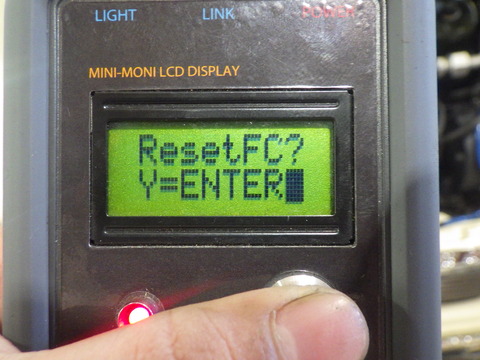 LIGHT LINK POWER
MINI-MONI LCD DISPLAY
ResetFC?
Y=ENTER